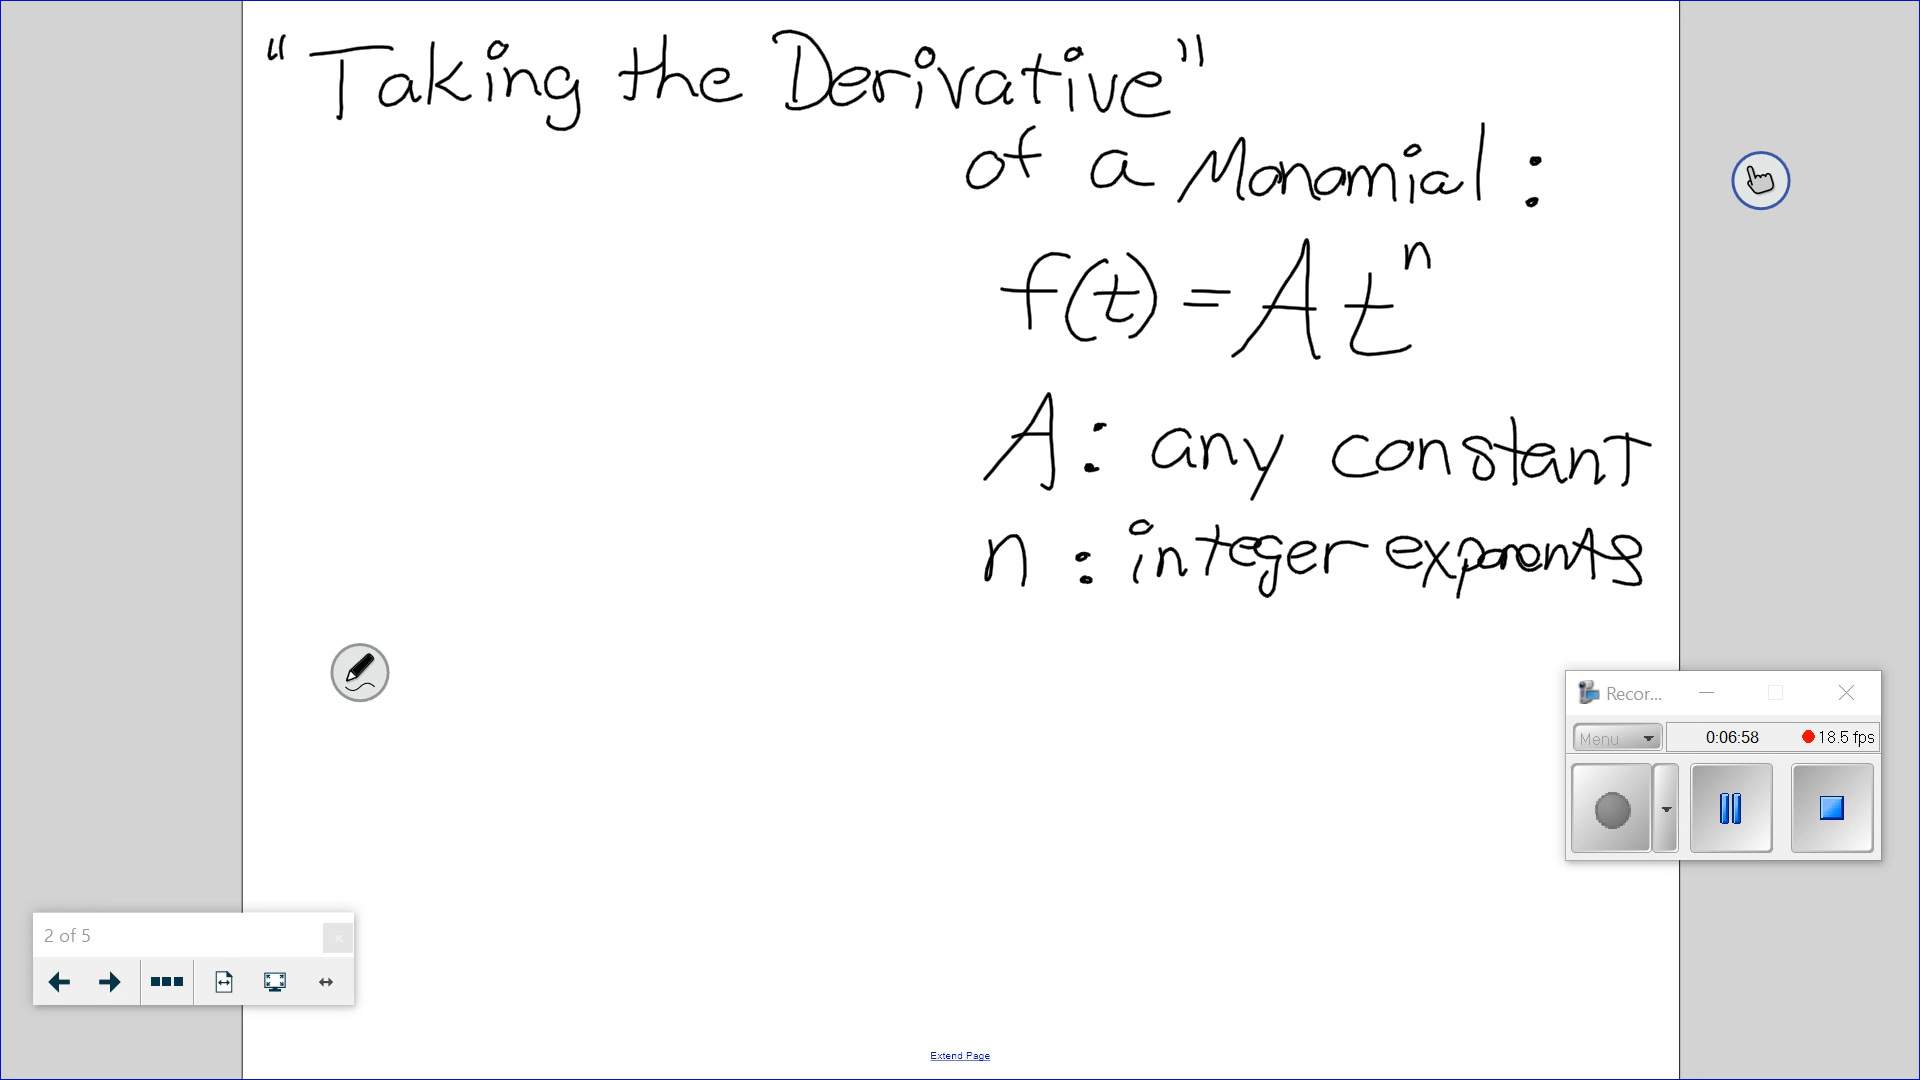 "Taking the Derivative"
of a Monomial :
f(t) = A tⁿ
A : any constant
n : integer exponents
Recor...
Menu
0:06:58
18.5 fps
2 of 5
Extend Page